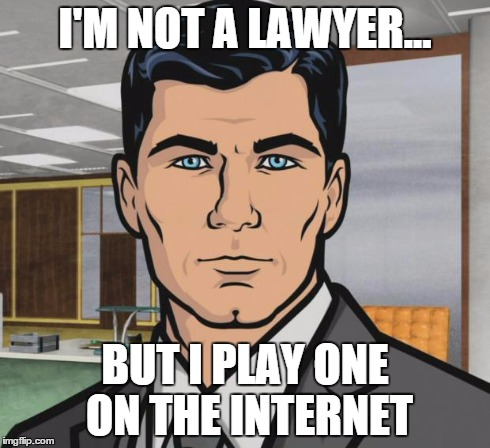 I'M NOT A LAWYER...
BUT I PLAY ONE
ON THE INTERNET
imgflip.com